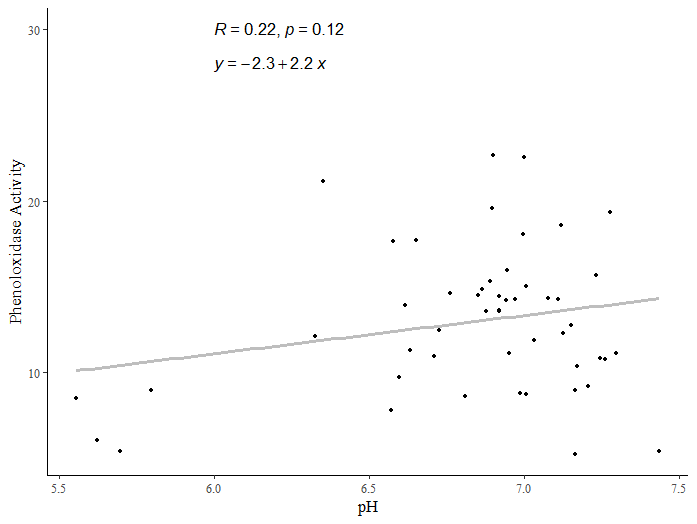 R = 0.22, p = 0.12
y = −2.3+2.2 x
30
20
10
Phenoloxidase Activity
5.5 6.0 6.5 7.0 7.5
pH